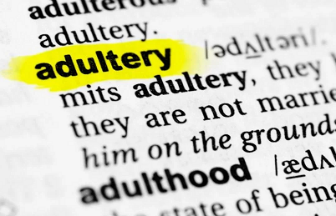 adulterous
adultery.
adultery /ədʌltəri/.
mits adultery, they
they are not marrie
him on the grounds
adulthood /ædʌl
state of being